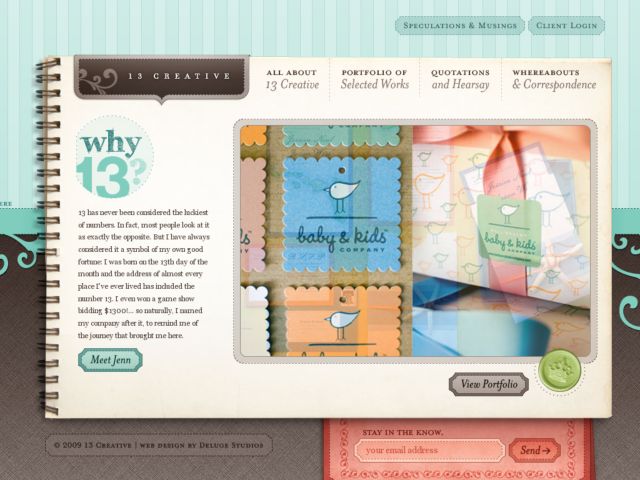 Speculations & Musings
Client Login
13 CREATIVE
ALL ABOUT
13 Creative
PORTFOLIO OF
Selected Works
QUOTATIONS
and Hearsay
WHEREABOUTS
& Correspondence
why
13?
13 has never been considered the luckiest
of numbers. In fact, most people look at it
as exactly the opposite. But I have always
considered it a symbol of my own good
fortune: I was born on the 13th day of the
month and the address of almost every
place I've ever lived has included the
number 13. I even won a game show
bidding $1300!... so naturally, I named
my company after it, to remind me of
the journey that brought me here.
Meet Jenn
baby & kids
COMPANY
baby & kids
COMPANY
View Portfolio
STAY IN THE KNOW,
your email address
Send →
© 2009 13 Creative | web design by Deluge Studios